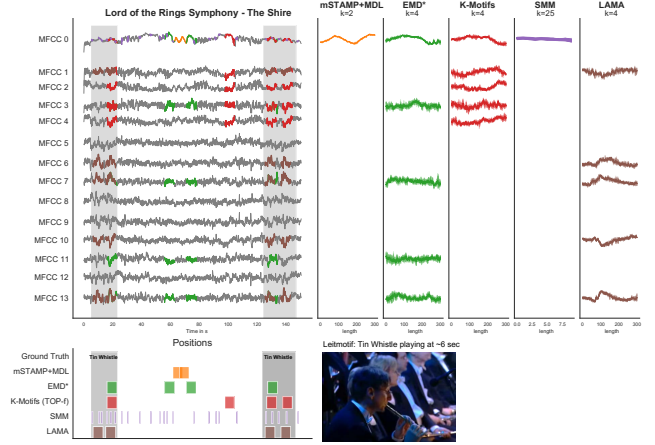 Lord of the Rings Symphony - The Shire
mSTAMP+MDL
k=2
EMD*
k=4
K-Motifs
k=4
SMM
k=25
LAMA
k=4
MFCC 0
MFCC 1
MFCC 2
MFCC 3
MFCC 4
MFCC 5
MFCC 6
MFCC 7
MFCC 8
MFCC 9
MFCC 10
MFCC 11
MFCC 12
MFCC 13
0 20 40 60 80 100 120 140
Time in s
0 100 200 300
length
0 100 200 300
length
0 100 200 300
length
0.0 2.5 5.0 7.5
length
0 100 200 300
length
Positions
Ground Truth
mSTAMP+MDL
EMD*
K-Motifs (TOP-f)
SMM
LAMA
Tin Whistle
Tin Whistle
Leitmotif: Tin Whistle playing at ~6 sec